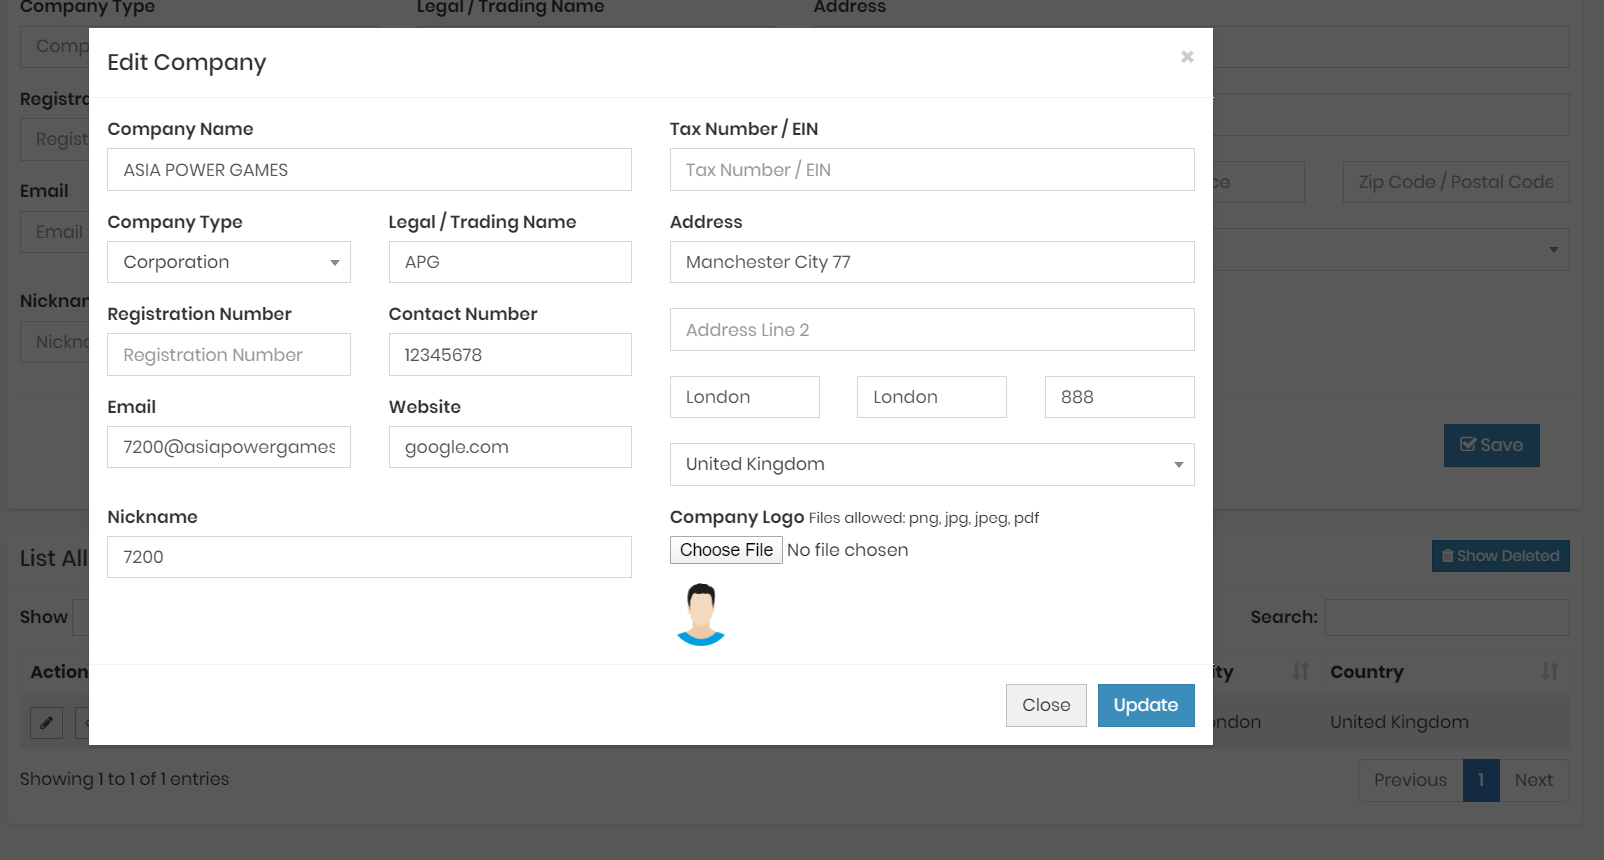 Company Type
Legal / Trading Name
Address
Comp
Edit Company
×
Registra
Regist
Company Name
Tax Number / EIN
ASIA POWER GAMES
Tax Number / EIN
Zip Code / Postal Code
Email
Email
Company Type
Legal / Trading Name
Address
Corporation
APG
Manchester City 77
Nicknan
Nickno
Registration Number
Contact Number
Address Line 2
Registration Number
12345678
Email
Website
London
London
888
7200@asiapowergames
google.com
United Kingdom
Save
Nickname
Company Logo Files allowed: png, jpg, jpeg, pdf
7200
Choose File No file chosen
List All
Show Deleted
Show
Search:
Action
ity
Country
Close
Update
ondon
United Kingdom
Showing 1 to 1 of 1 entries
Previous
1
Next